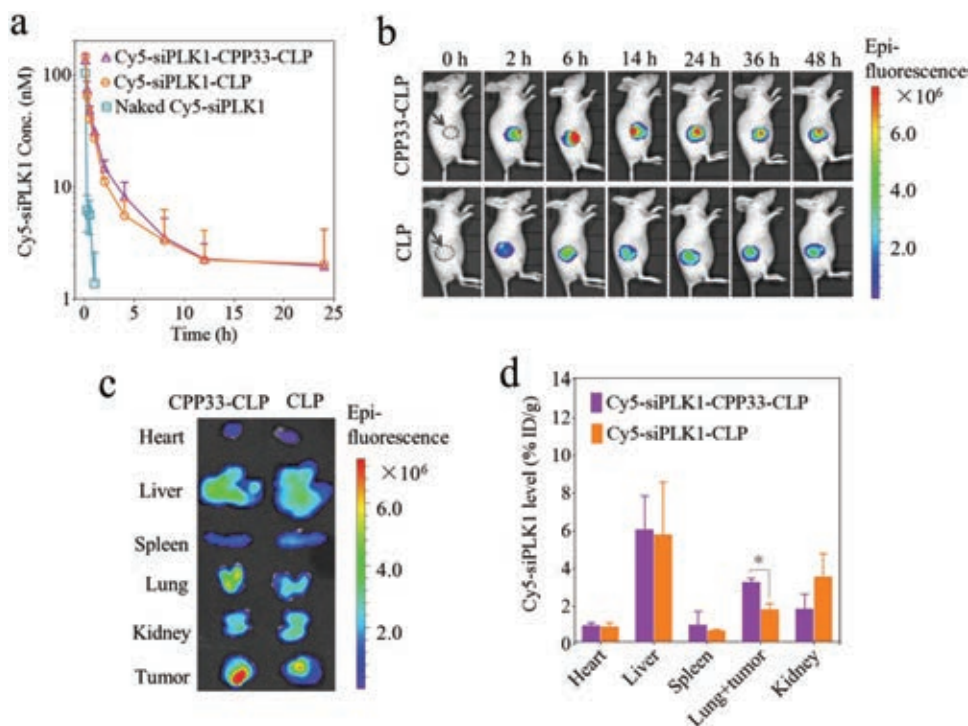 a
Cy5-siPLK1 Conc. (nM)
100
10
1
Cy5-siPLK1-CPP33-CLP
Cy5-siPLK1-CLP
Naked Cy5-siPLK1
0 5 10 15 20 25
Time (h)
b
0 h 2 h 6 h 14 h 24 h 36 h 48 h
CPP33-CLP
CLP
Epi-
fluorescence
×10⁶
6.0
4.0
2.0
c
CPP33-CLP CLP
Heart
Liver
Spleen
Lung
Kidney
Tumor
Epi-
fluorescence
×10⁶
6.0
4.0
2.0
d
Cy5-siPLK1 level (% ID/g)
14
12
10
8
6
4
2
0
Cy5-siPLK1-CPP33-CLP
Cy5-siPLK1-CLP
*
Heart
Liver
Spleen
Lung+tumor
Kidney